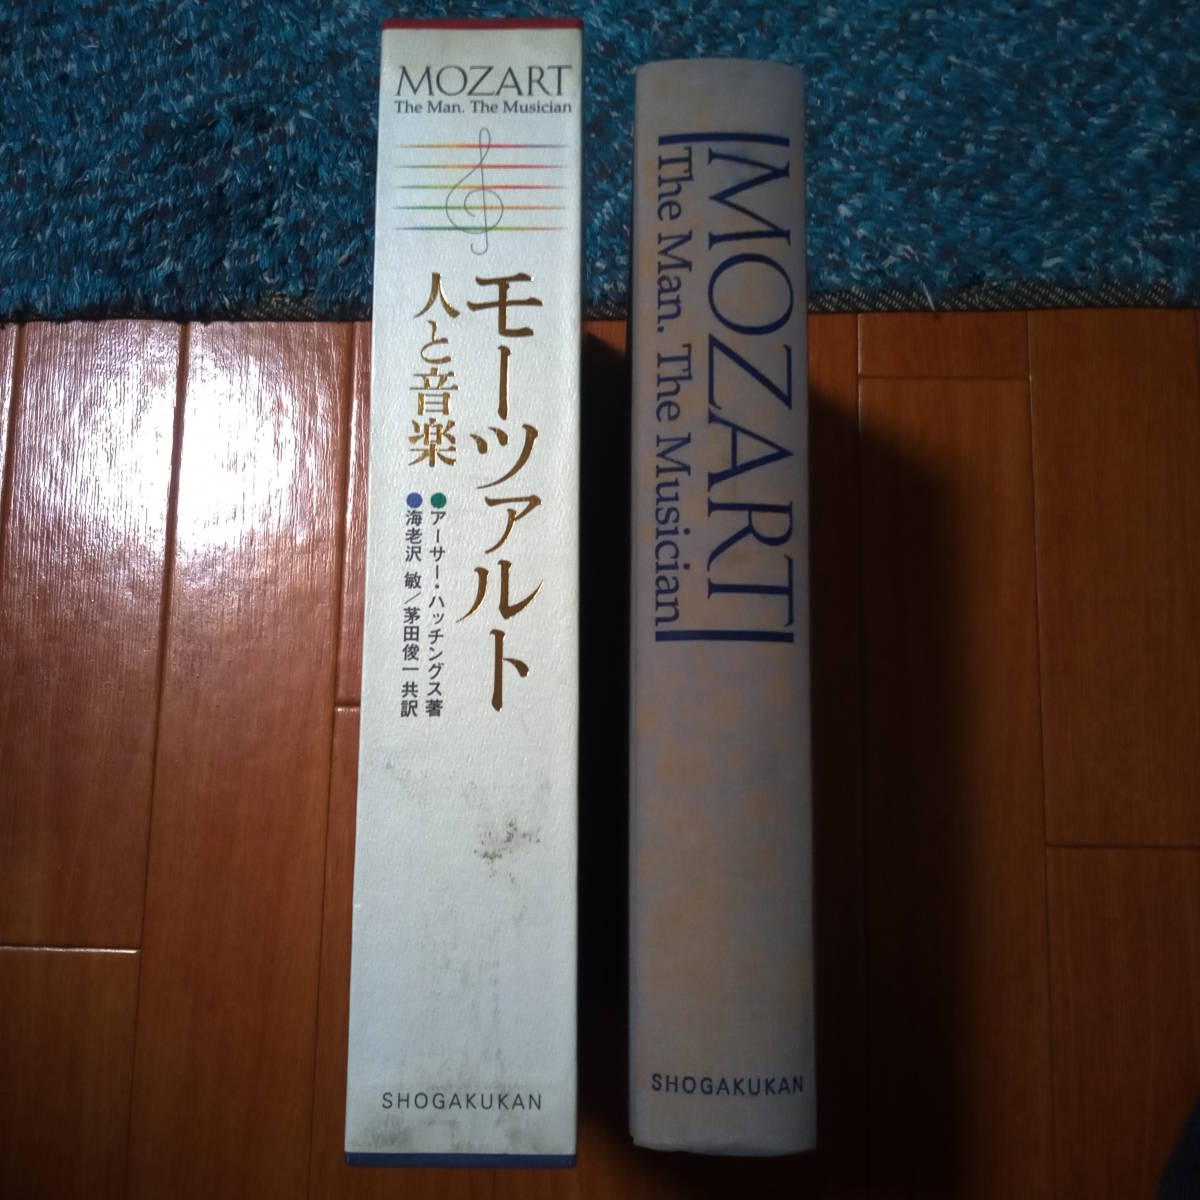 MOZART
The Man. The Musician
モーツァルト
人と音楽
●アーサー・ハッチングス著
●海老沢 敏／茅田俊一 共訳
SHOGAKUKAN
MOZART
The Man. The Musician
SHOGAKUKAN